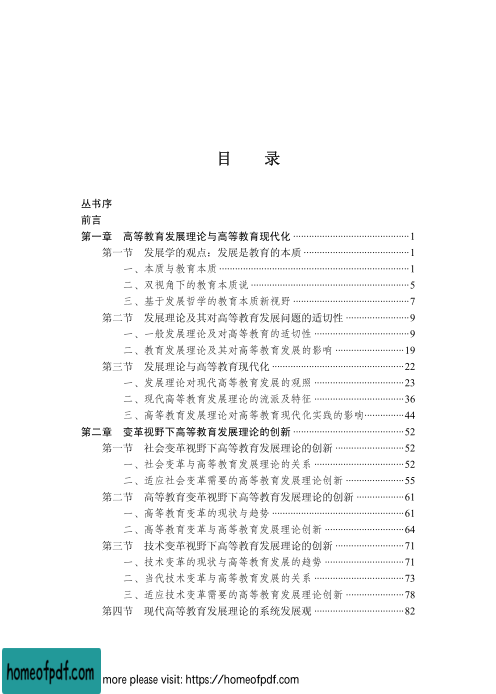 目 录
丛书序
前言
第一章 高等教育发展理论与高等教育现代化 ········································ 1
第一节 发展学的观点：发展是教育的本质 ········································ 1
一、本质与教育本质 ········································ 1
二、双视角下的教育本质说 ········································ 5
三、基于发展哲学的教育本质新视野 ········································ 7
第二节 发展理论及其对高等教育发展问题的适切性 ························ 9
一、一般发展理论及对高等教育的适切性 ································ 9
二、教育发展理论及其对高等教育发展的影响 ························ 19
第三节 发展理论与高等教育现代化 ········································ 22
一、发展理论对现代高等教育发展的观照 ································ 23
二、现代高等教育发展理论的流派及特征 ································ 36
三、高等教育发展理论对高等教育现代化实践的影响 ··············· 44
第二章 变革视野下高等教育发展理论的创新 ································ 52
第一节 社会变革视野下高等教育发展理论的创新 ························ 52
一、社会变革与高等教育发展理论的关系 ································ 52
二、适应社会变革需要的高等教育发展理论创新 ····················· 55
第二节 高等教育变革视野下高等教育发展理论的创新 ················· 61
一、高等教育变革的现状与趋势 ········································ 61
二、高等教育变革与高等教育发展理论创新 ··························· 64
第三节 技术变革视野下高等教育发展理论的创新 ························ 71
一、技术变革的现状与高等教育发展的趋势 ··························· 71
二、当代技术变革与高等教育发展的关系 ································ 73
三、适应技术变革需要的高等教育发展理论创新 ····················· 78
第四节 现代高等教育发展理论的系统发展观 ································ 82
homeofpdf.com
more please visit: https://homeofpdf.com